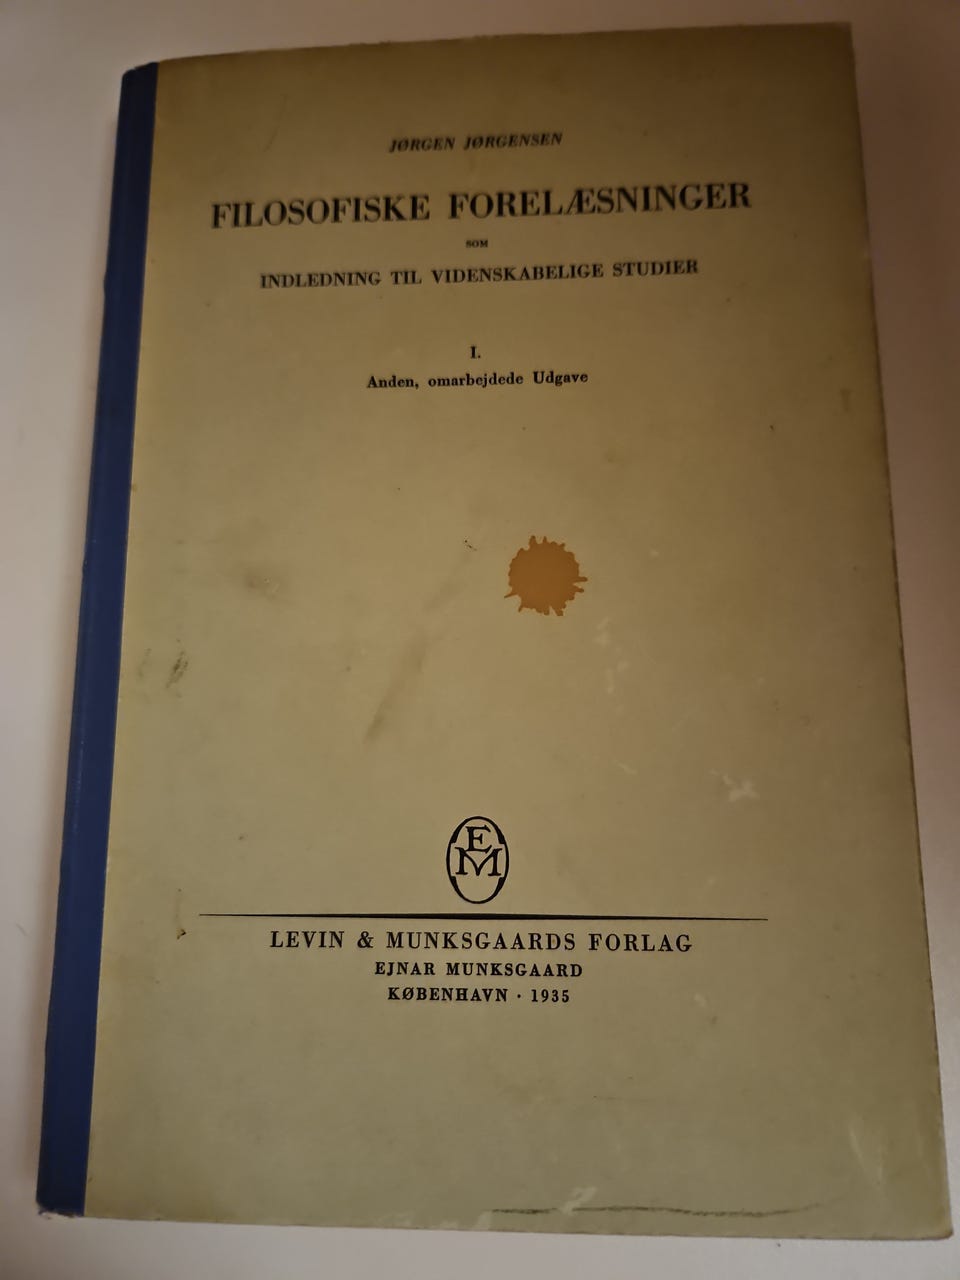 JØRGEN JØRGENSEN
FILOSOFISKE FORELÆSNINGER
SOM
INDLEDNING TIL VIDENSKABELIGE STUDIER
I.
Anden, omarbejdede Udgave
EM
LEVIN & MUNKSGAARDS FORLAG
EJNAR MUNKSGAARD
KØBENHAVN · 1935